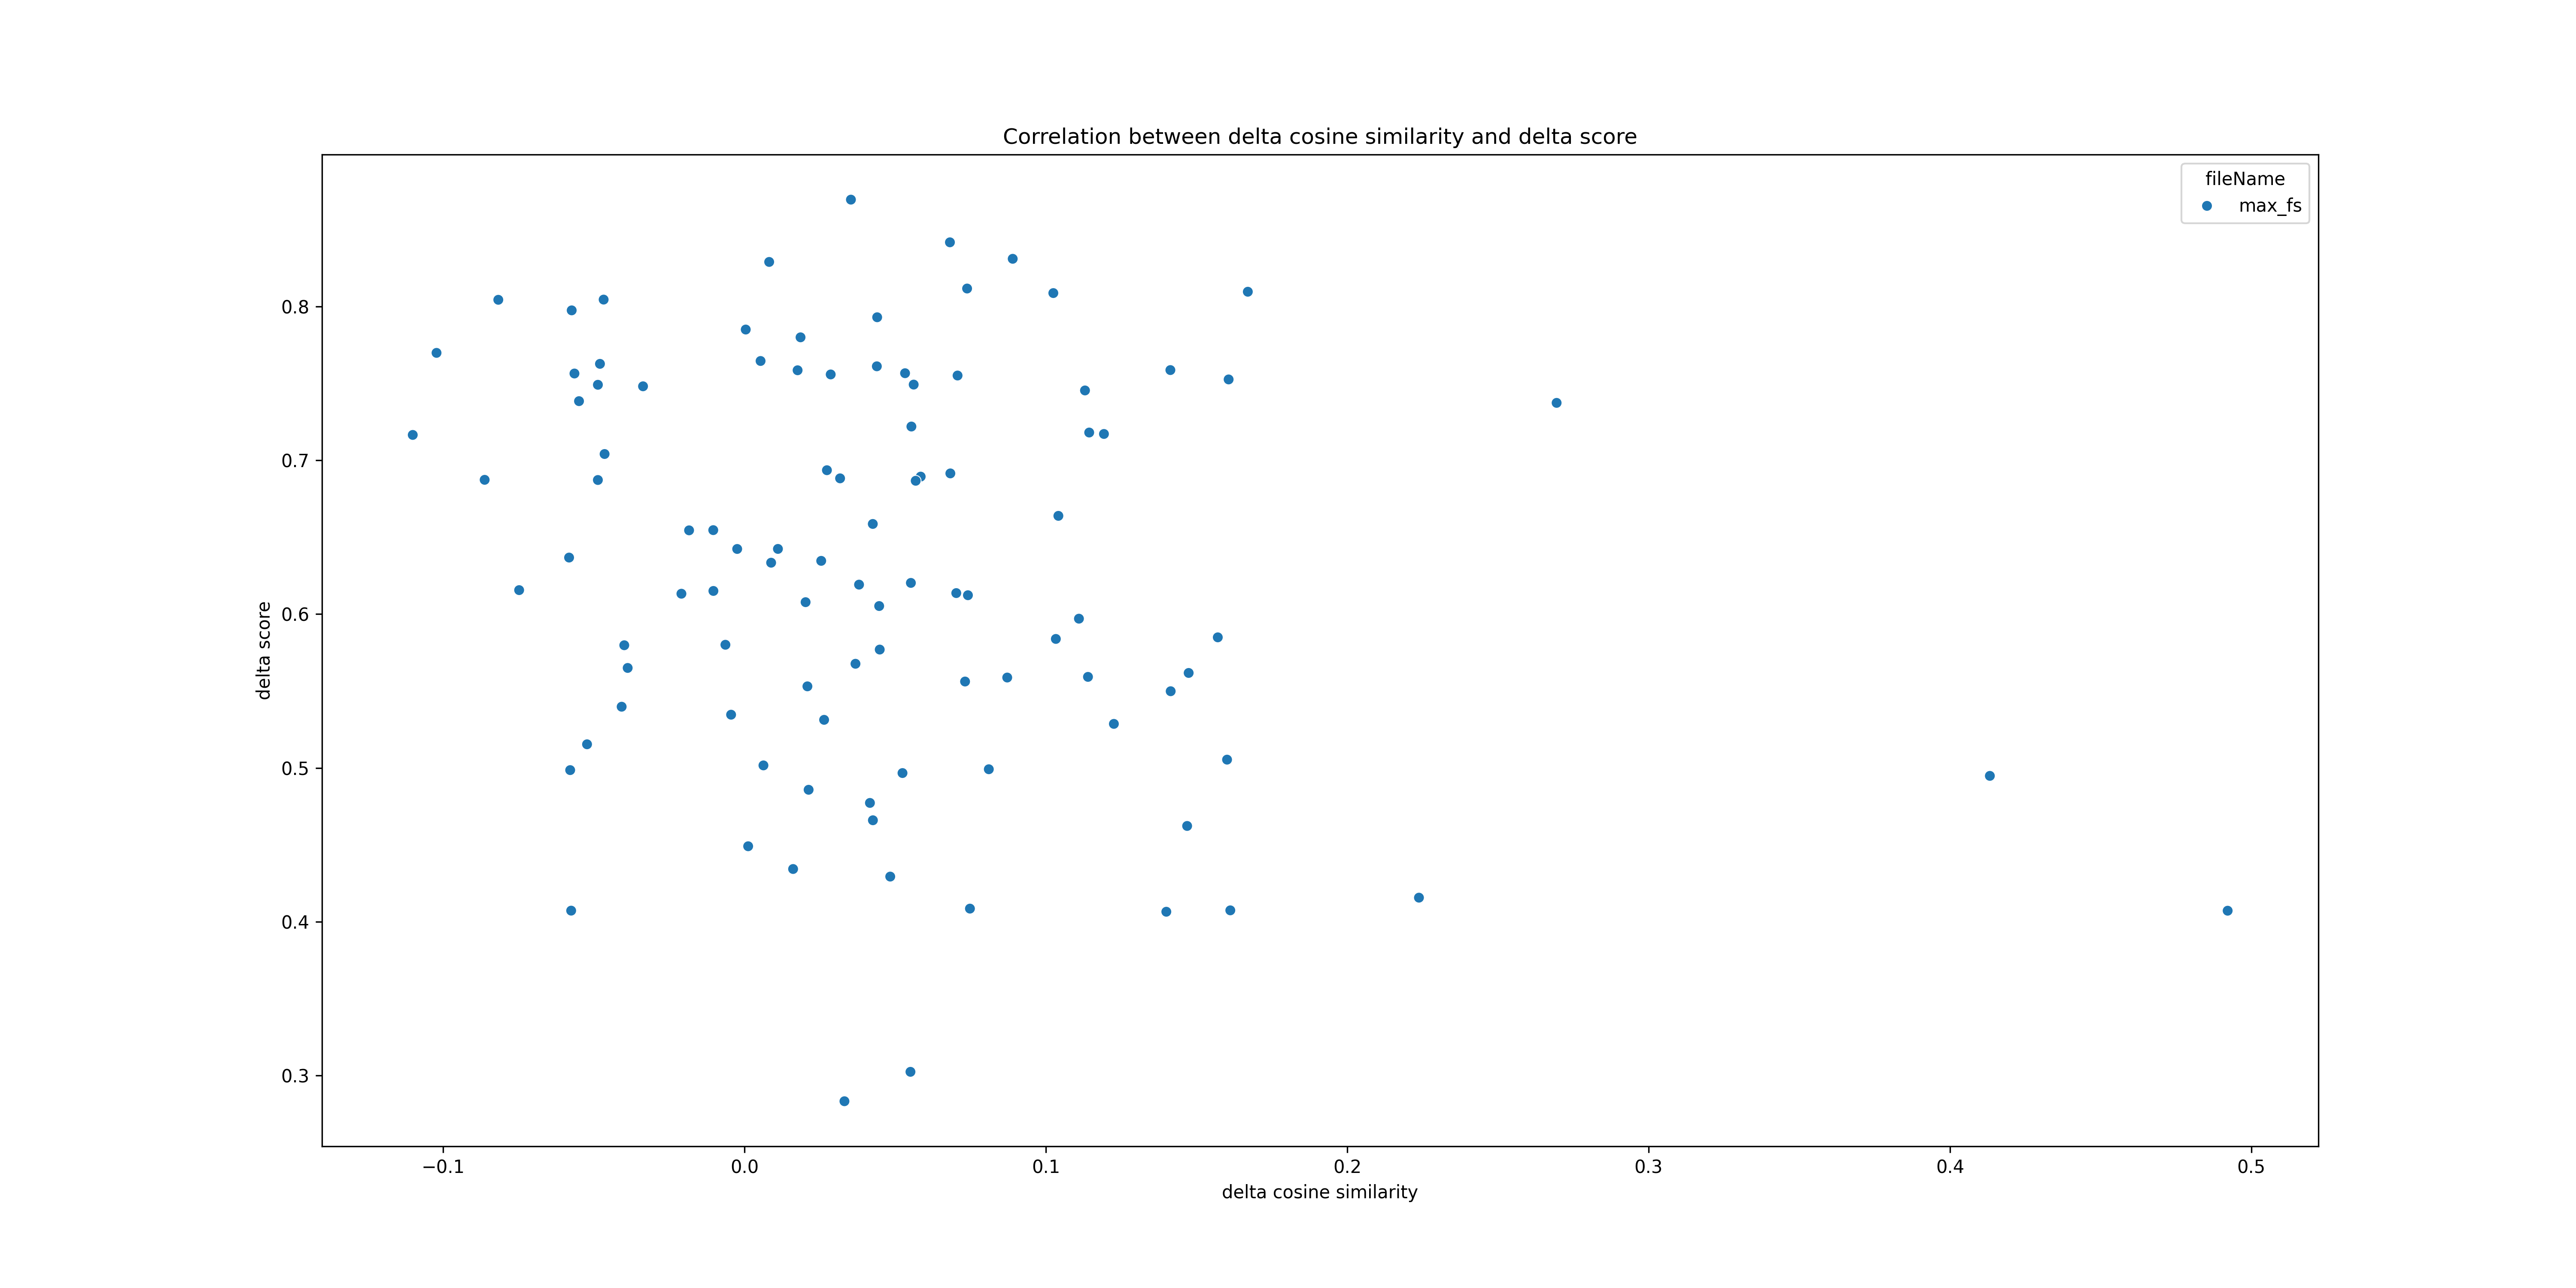 Correlation between delta cosine similarity and delta score
fileName
max_fs
0.8
0.7
0.6
0.5
0.4
0.3
delta score
−0.1 0.0 0.1 0.2 0.3 0.4 0.5
delta cosine similarity